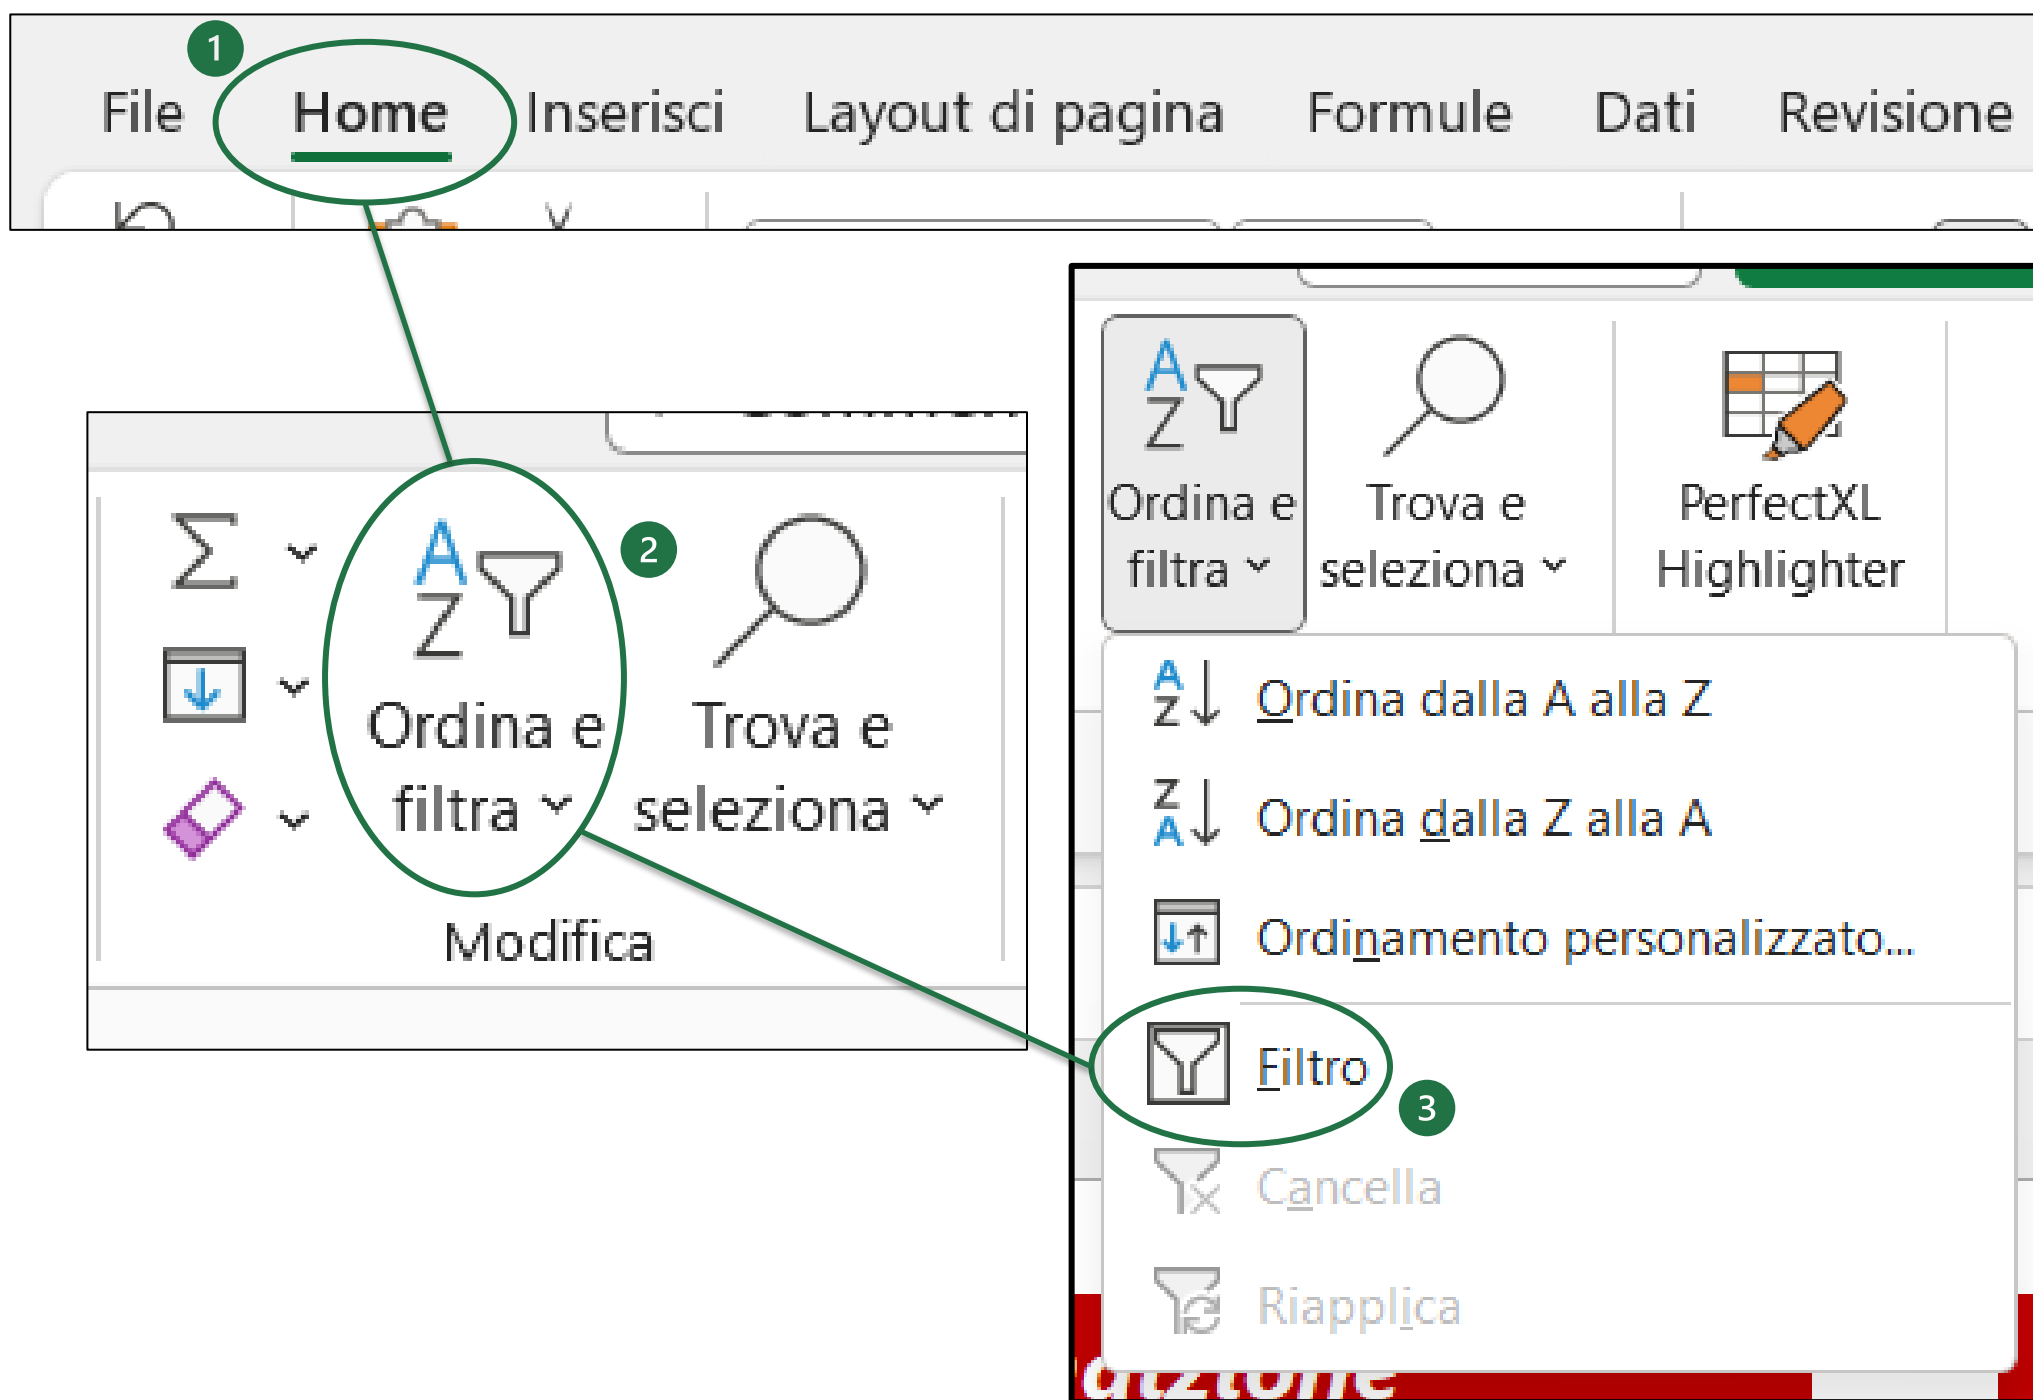 1
File Home Inserisci Layout di pagina Formule Dati Revisione
2
Ordina e
filtra
Trova e
seleziona
Modifica
Ordina e
filtra
Trova e
seleziona
PerfectXL
Highlighter
Ordina dalla A alla Z
Ordina dalla Z alla A
Ordinamento personalizzato...
Filtro
3
Cancella
Riapplica